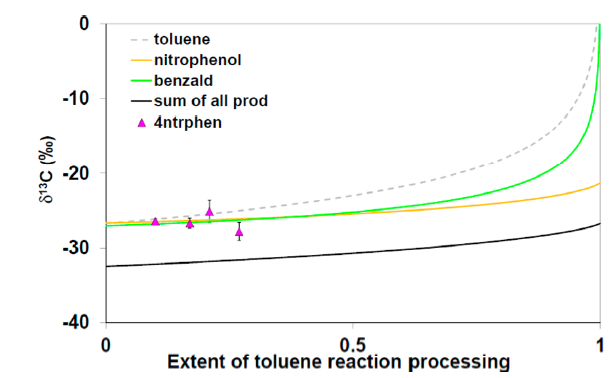 0
-10
-20
-30
-40
δ¹³C (‰)
toluene
nitrophenol
benzald
sum of all prod
4ntrphen
0
0.5
1
Extent of toluene reaction processing